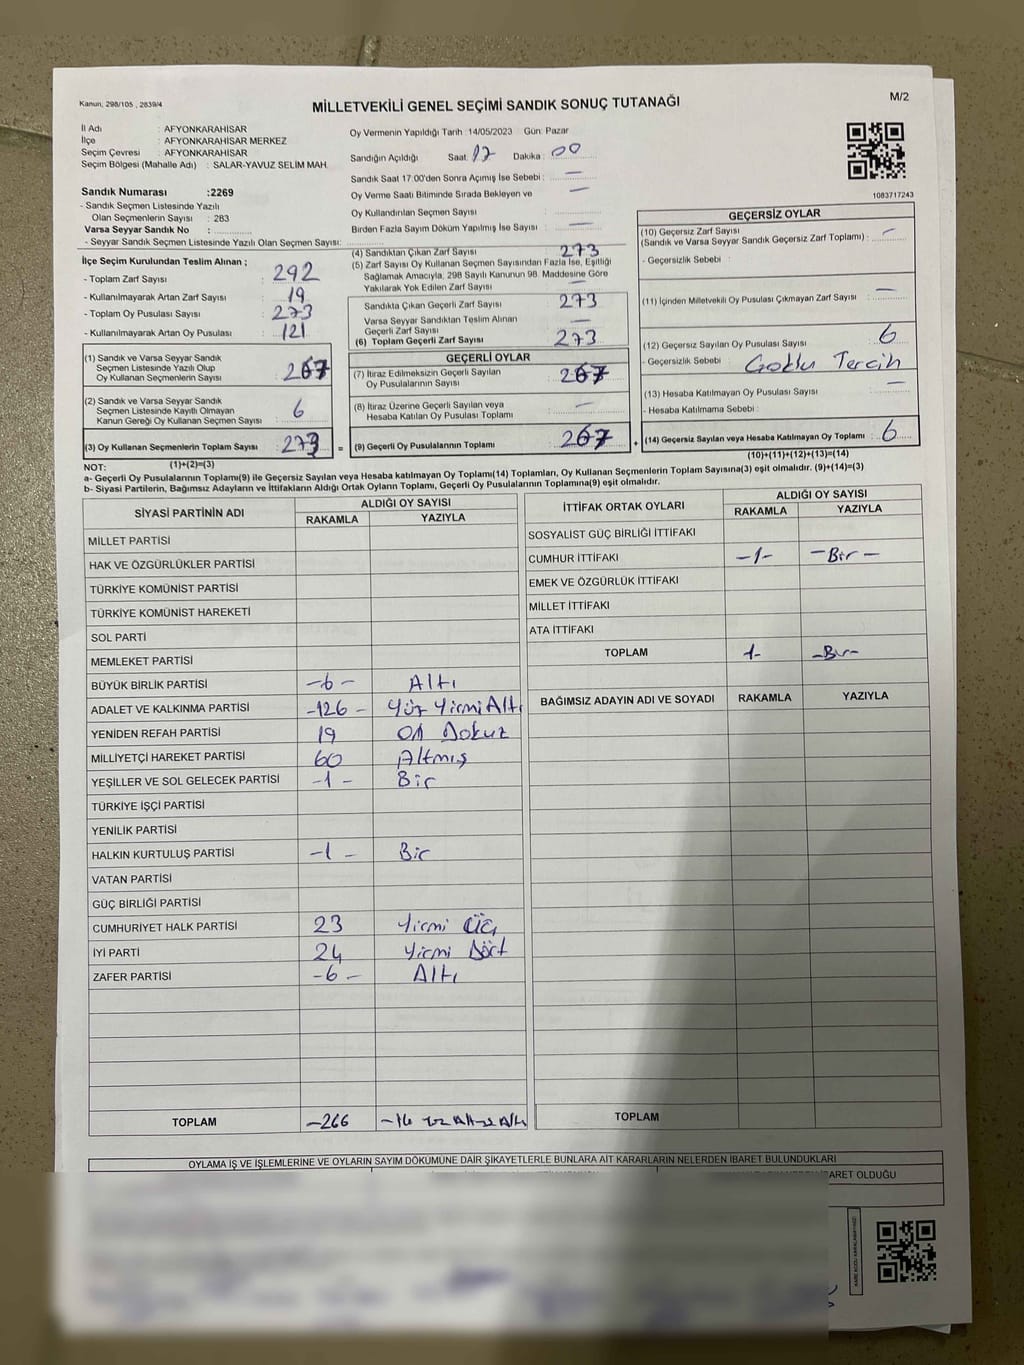 Kanun, 298/105 , 2839/4
MİLLETVEKİLİ GENEL SEÇİMİ SANDIK SONUÇ TUTANAĞI
M/2
İl Adı : AFYONKARAHİSAR
İlçe : AFYONKARAHİSAR MERKEZ
Seçim Çevresi : AFYONKARAHİSAR
Seçim Bölgesi (Mahalle Adı) : SALAR-YAVUZ SELİM MAH.
Sandık Numarası :2269
- Sandık Seçmen Listesinde Yazılı
Olan Seçmenlerin Sayısı : 283
Varsa Seyyar Sandık No :
- Seyyar Sandık Seçmen Listesinde Yazılı Olan Seçmen Sayısı:
Oy Vermenin Yapıldığı Tarih :14/05/2023 Gün: Pazar
Sandığın Açıldığı Saat: 17 Dakika: 00
Sandık Saat 17:00'den Sonra Açımış İse Sebebi : —
Oy Verme Saati Bitiminde Sırada Bekleyen ve —
Oy Kullandırılan Seçmen Sayısı :
Birden Fazla Sayım Döküm Yapılmış İse Sayısı : —
1083717243
İlçe Seçim Kurulundan Teslim Alınan ;
- Toplam Zarf Sayısı : 292
- Kullanılmayarak Artan Zarf Sayısı : 19
- Toplam Oy Pusulası Sayısı : 273
- Kullanılmayarak Artan Oy Pusulası : 121
(1) Sandık ve Varsa Seyyar Sandık
Seçmen Listesinde Yazılı Olup
Oy Kullanan Seçmenlerin Sayısı : 267
(2) Sandık ve Varsa Seyyar Sandık
Seçmen Listesinde Kayıtlı Olmayan
Kanun Gereği Oy Kullanan Seçmen Sayısı : 6
(3) Oy Kullanan Seçmenlerin Toplam Sayısı : 273
(4) Sandıktan Çıkan Zarf Sayısı : 273
(5) Zarf Sayısı Oy Kullanan Seçmen Sayısından Fazla İse, Eşitliği
Sağlamak Amacıyla, 298 Sayılı Kanunun 98. Maddesine Göre
Yakılarak Yok Edilen Zarf Sayısı : —
Sandıkta Çıkan Geçerli Zarf Sayısı : 273
Varsa Seyyar Sandıktan Teslim Alınan
Geçerli Zarf Sayısı : —
(6) Toplam Geçerli Zarf Sayısı : 273
GEÇERLİ OYLAR
(7) İtiraz Edilmeksizin Geçerli Sayılan
Oy Pusulalarının Sayısı : 267
(8) İtiraz Üzerine Geçerli Sayılan veya
Hesaba Katılan Oy Pusulası Toplamı : —
= (9) Geçerli Oy Pusulalarının Toplamı : 267
GEÇERSİZ OYLAR
(10) Geçersiz Zarf Sayısı
(Sandık ve Varsa Seyyar Sandık Geçersiz Zarf Toplamı) : —
- Geçersizlik Sebebi :
(11) İçinden Milletvekili Oy Pusulası Çıkmayan Zarf Sayısı : —
(12) Geçersiz Sayılan Oy Pusulası Sayısı : 6
- Geçersizlik Sebebi : Çoklu Tercih
(13) Hesaba Katılmayan Oy Pusulası Sayısı : —
- Hesaba Katılmama Sebebi :
+ (14) Geçersiz Sayılan veya Hesaba Katılmayan Oy Toplamı : 6
(10)+(11)+(12)+(13)=(14)
NOT: (1)+(2)=(3)
a- Geçerli Oy Pusulalarının Toplamı(9) ile Geçersiz Sayılan veya Hesaba katılmayan Oy Toplamı(14) Toplamları, Oy Kullanan Seçmenlerin Toplam Sayısına(3) eşit olmalıdır. (9)+(14)=(3)
b- Siyasi Partilerin, Bağımsız Adayların ve İttifakların Aldığı Ortak Oyların Toplamı, Geçerli Oy Pusulalarının Toplamına(9) eşit olmalıdır.
SİYASİ PARTİNİN ADI ALDIĞI OY SAYISI
RAKAMLA YAZIYLA
MİLLET PARTİSİ
HAK VE ÖZGÜRLÜKLER PARTİSİ
TÜRKİYE KOMÜNİST PARTİSİ
TÜRKİYE KOMÜNİST HAREKETİ
SOL PARTİ
MEMLEKET PARTİSİ
BÜYÜK BİRLİK PARTİSİ -6- Altı
ADALET VE KALKINMA PARTİSİ -126- Yüz Yirmi Altı
YENİDEN REFAH PARTİSİ 19 On Dokuz
MİLLİYETÇİ HAREKET PARTİSİ 60 Altmış
YEŞİLLER VE SOL GELECEK PARTİSİ -1- Bir
TÜRKİYE İŞÇİ PARTİSİ
YENİLİK PARTİSİ
HALKIN KURTULUŞ PARTİSİ -1- Bir
VATAN PARTİSİ
GÜÇ BİRLİĞİ PARTİSİ
CUMHURİYET HALK PARTİSİ 23 Yirmi Üç
İYİ PARTİ 24 Yirmi Dört
ZAFER PARTİSİ -6- Altı
TOPLAM -266
İTTİFAK ORTAK OYLARI ALDIĞI OY SAYISI
RAKAMLA YAZIYLA
SOSYALİST GÜÇ BİRLİĞİ İTTİFAKI
CUMHUR İTTİFAKI -1- -Bir-
EMEK VE ÖZGÜRLÜK İTTİFAKI
MİLLET İTTİFAKI
ATA İTTİFAKI
TOPLAM 1- -Bir-
BAĞIMSIZ ADAYIN ADI VE SOYADI RAKAMLA YAZIYLA
TOPLAM
OYLAMA İŞ VE İŞLEMLERİNE VE OYLARIN SAYIM DÖKÜMÜNE DAİR ŞİKAYETLERLE BUNLARA AİT KARARLARIN NELERDEN İBARET BULUNDUKLARI
İBARET OLDUĞU